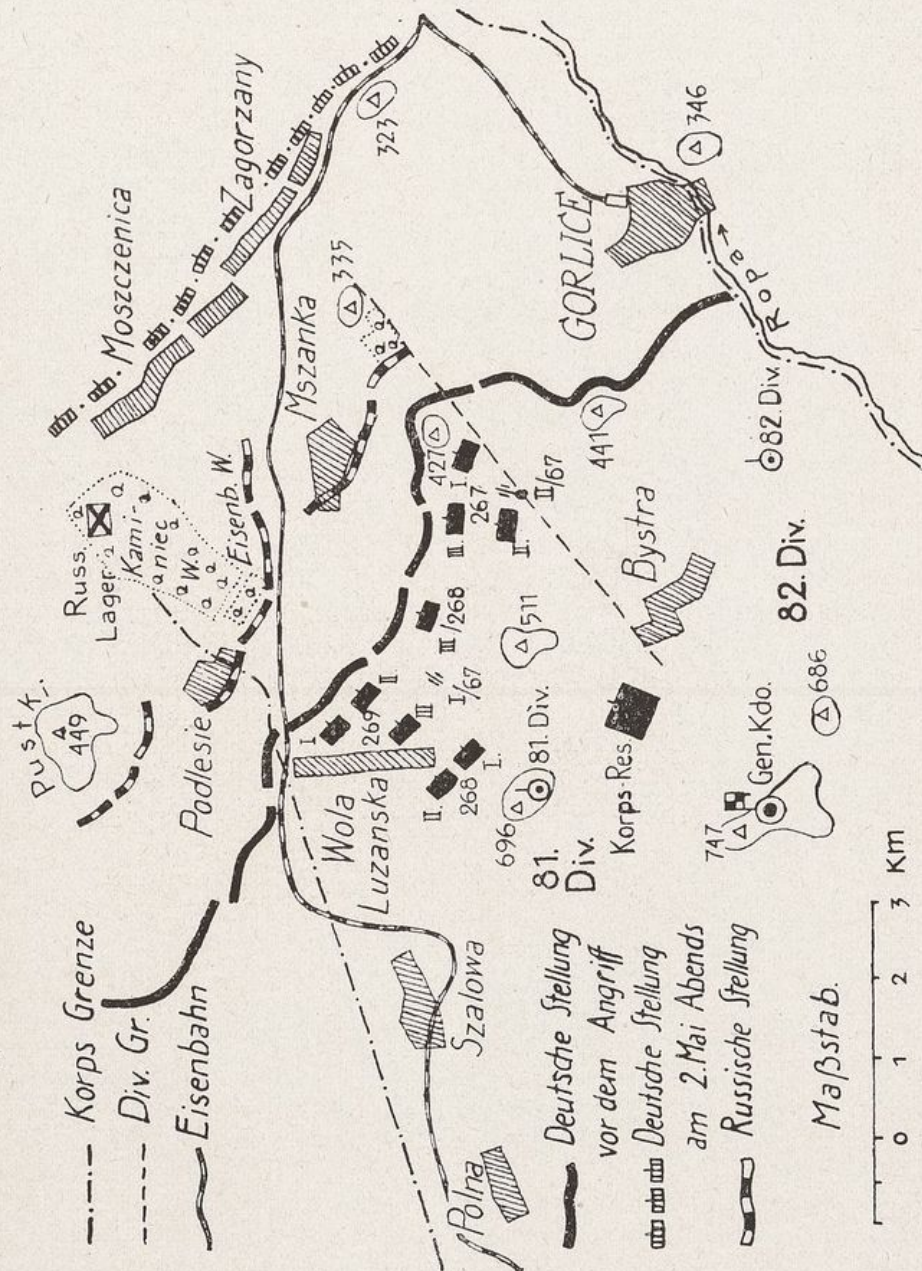 Pustk.
449
Russ.
Lager
Kami-
niec
W.
Eisenb. W.
Moszczenica
Zagorzany
323
Podlesie
Mszanka
335
GORLICE
346
Ropa →
427
I.
III.
267
II.
II/67
441
82. Div.
III/268
I
II
269
III
I/67
511
Wola
Luzanska
II.
268
I.
696
81. Div.
81.
Div.
Bystra
Korps-Res.
82. Div.
747
Gen. Kdo.
686
Szalowa
Polna
Korps Grenze
Div. Gr.
Eisenbahn
Deutsche Stellung
vor dem Angriff
Deutsche Stellung
am 2. Mai Abends
Russische Stellung
Maßstab.
0 1 2 3 Km